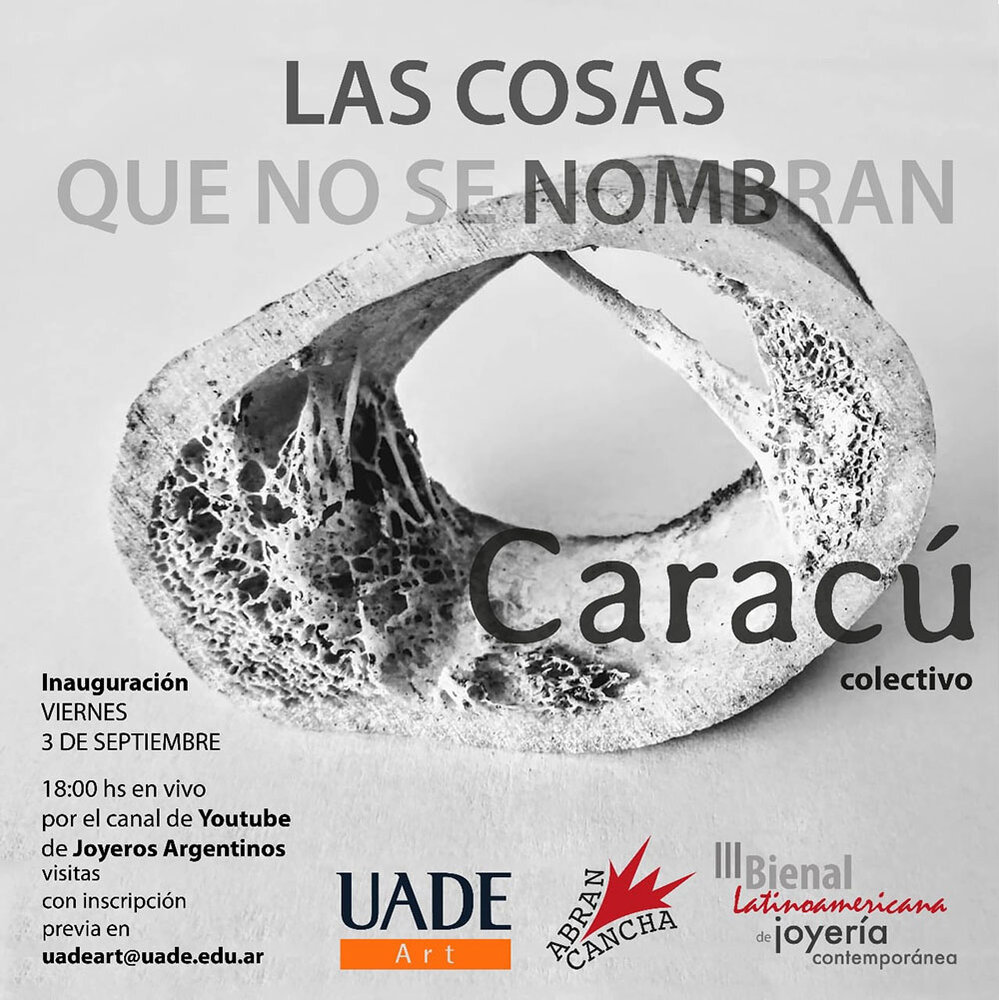 LAS COSAS
QUE NO SE NOMBRAN
Caracú
colectivo
Inauguración
VIERNES
3 DE SEPTIEMBRE
18:00 hs en vivo
por el canal de Youtube
de Joyeros Argentinos
visitas
con inscripción
previa en
uadeart@uade.edu.ar
UADE
Art
ABRAN
CANCHA
III Bienal
Latinoamericana
de joyería
contemporánea